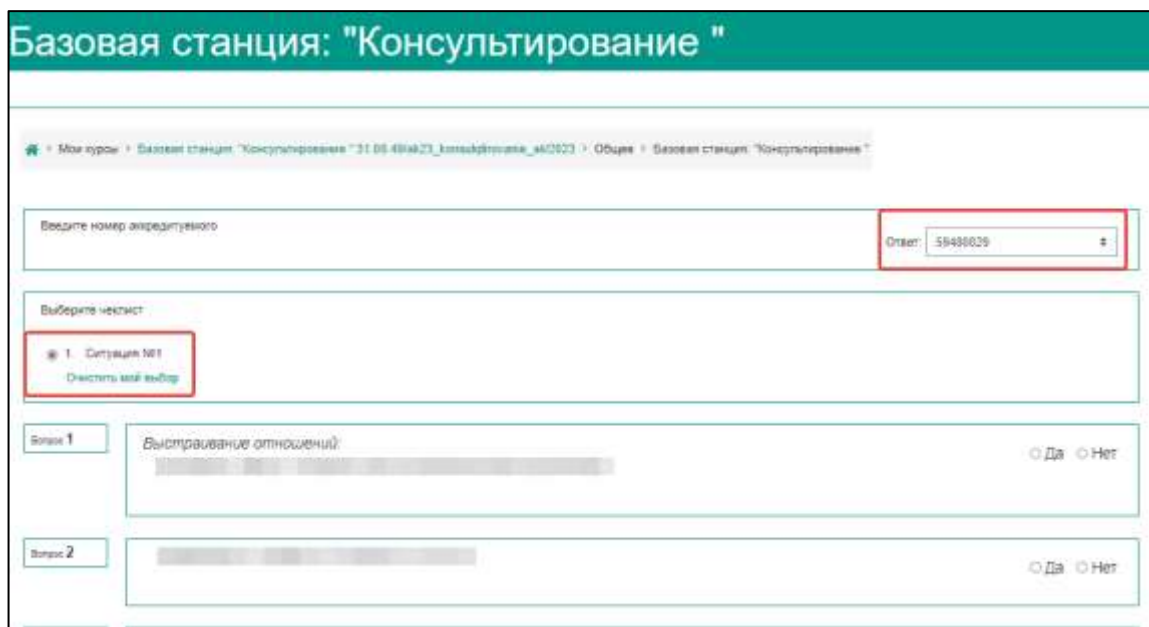 Базовая станция: "Консультирование "
Мои курсы Базовая станция: "Консультирование " Общее Базовая станция: "Консультирование "
Введите номер аккредитуемого
Ответ: 59480029
Выберите чеклист
1. Ситуация №1
Очистить мой выбор
Вопрос 1
Выстраивание отношений:
Да Нет
Вопрос 2
Да Нет